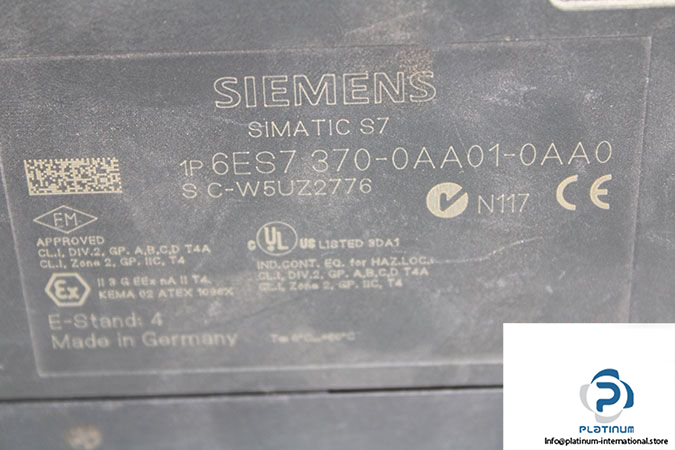 SIEMENS
SIMATIC S7
1P 6ES7 370-0AA01-0AA0
S C-W5UZ2776
N117 CE
FM
APPROVED
CL.I, DIV.2, GP. A,B,C,D T4A
CL.I, Zone 2, GP. IIC, T4
c UL US LISTED 3DA1
IND.CONT. EQ. for HAZ.LOC.:
CL.I, DIV.2, GP. A,B,C,D T4A
CL.I, Zone 2, GP. IIC, T4
Ex
II 3 G EEx nA II T4
KEMA 02 ATEX 1096X
E-Stand: 4
Made in Germany
PLATINUM
Info@platinum-international.store